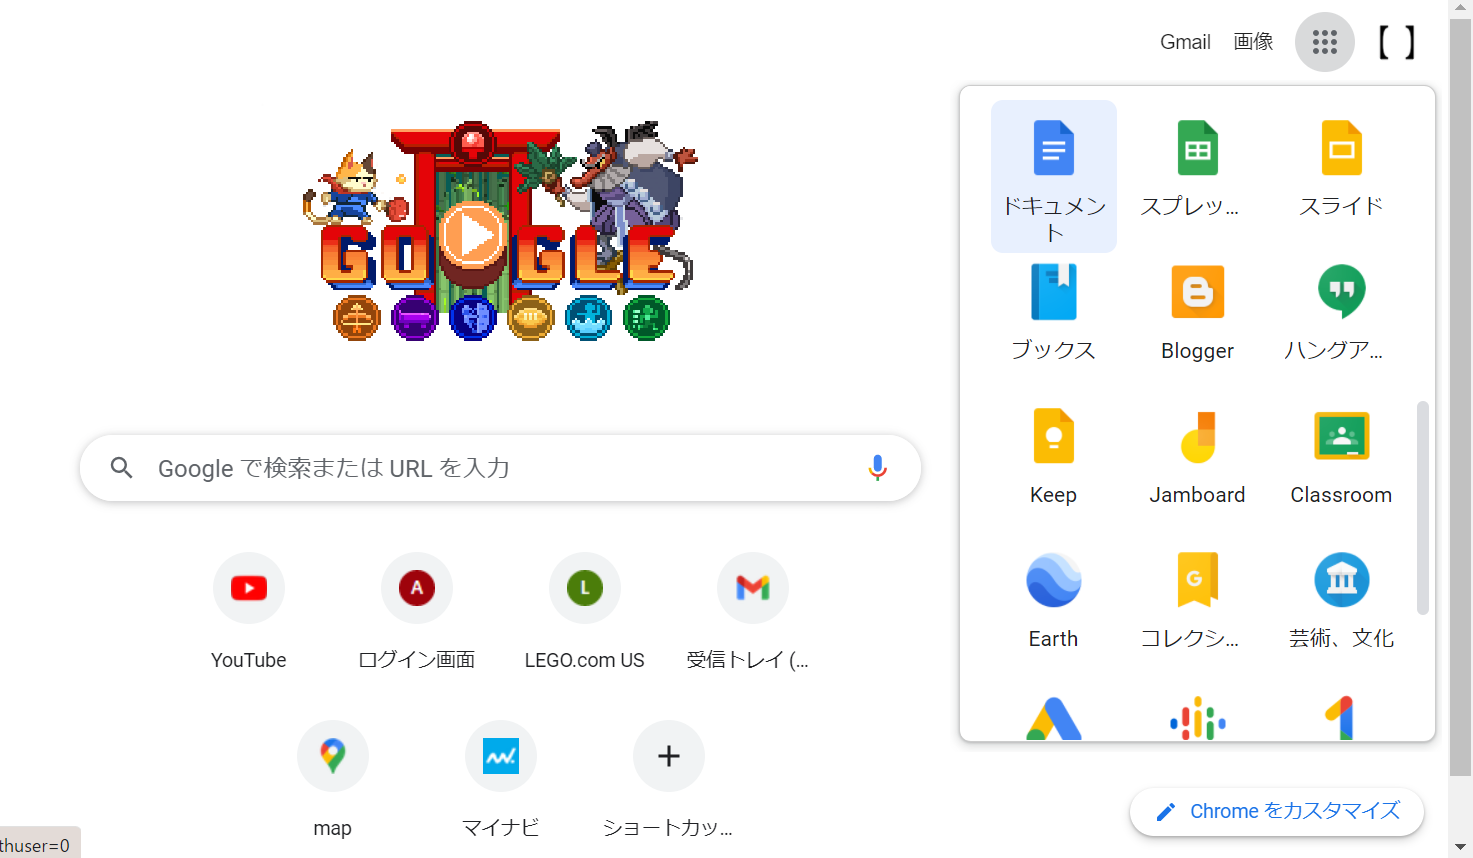 Gmail 画像
GOOGLE
ドキュメン
ト
スプレッ...
スライド
ブックス
Blogger
ハングア...
Keep
Jamboard
Classroom
Earth
コレクシ...
芸術、文化
Google で検索または URL を入力
YouTube
A
ログイン画面
L
LEGO.com US
受信トレイ (...
map
マイナビ
ショートカッ...
Chrome をカスタマイズ
thuser=0